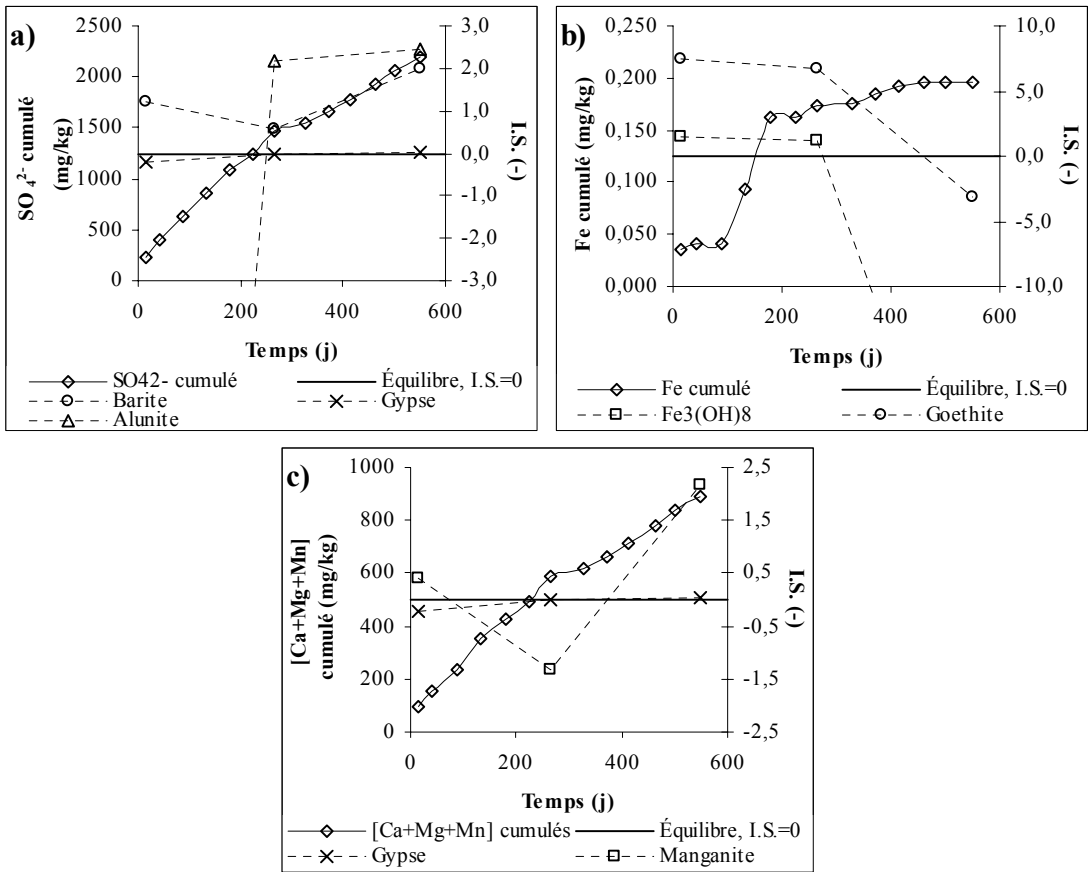 a)
SO₄²⁻ cumulé
(mg/kg)
2500
2000
1500
1000
500
0
3,0
2,0
1,0
0,0
-1,0
-2,0
-3,0
I.S. (-)
0 200 400 600
Temps (j)
SO42- cumulé Équilibre, I.S.=0
Barite Gypse
Alunite
b)
Fe cumulé (mg/kg)
0,250
0,200
0,150
0,100
0,050
0,000
10,0
5,0
0,0
-5,0
-10,0
I.S. (-)
0 200 400 600
Temps (j)
Fe cumulé Équilibre, I.S.=0
Fe3(OH)8 Goethite
c)
[Ca+Mg+Mn]
cumulé (mg/kg)
1000
800
600
400
200
0
2,5
1,5
0,5
-0,5
-1,5
-2,5
I.S. (-)
0 200 400 600
Temps (j)
[Ca+Mg+Mn] cumulés Équilibre, I.S.=0
Gypse Manganite